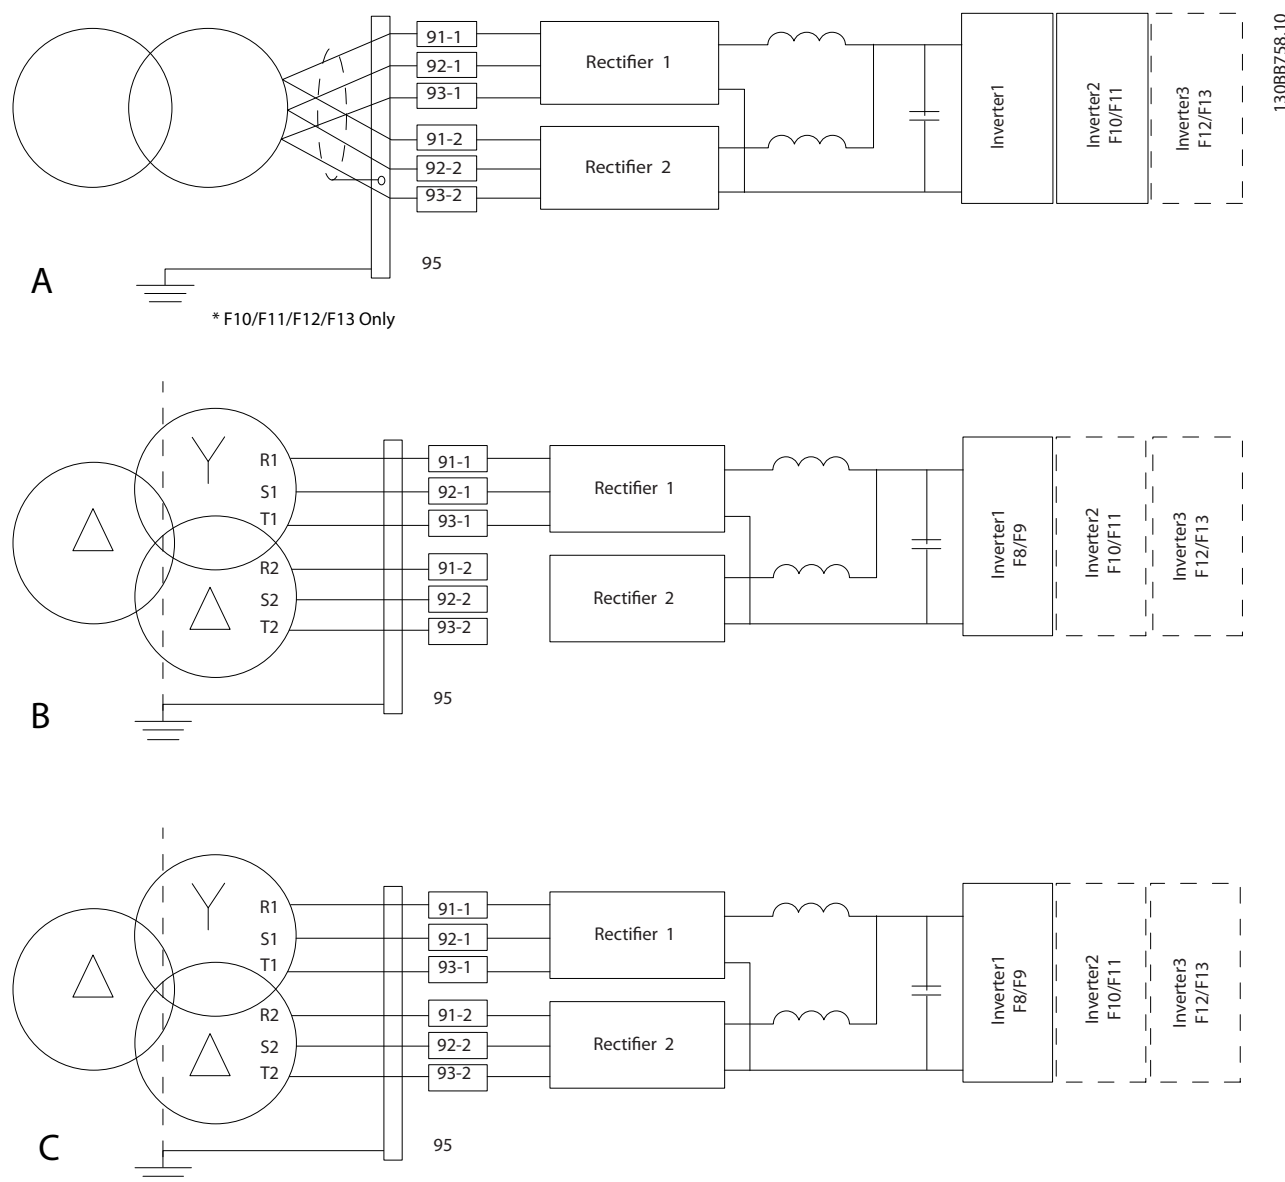 130BB758.10
91-1
92-1
93-1
91-2
92-2
93-2
Rectifier 1
Rectifier 2
Inverter1
Inverter2
F10/F11
Inverter3
F12/F13
95
A
* F10/F11/F12/F13 Only
R1
S1
T1
R2
S2
T2
91-1
92-1
93-1
91-2
92-2
93-2
Rectifier 1
Rectifier 2
Inverter1
F8/F9
Inverter2
F10/F11
Inverter3
F12/F13
95
B
R1
S1
T1
R2
S2
T2
91-1
92-1
93-1
91-2
92-2
93-2
Rectifier 1
Rectifier 2
Inverter1
F8/F9
Inverter2
F10/F11
Inverter3
F12/F13
95
C